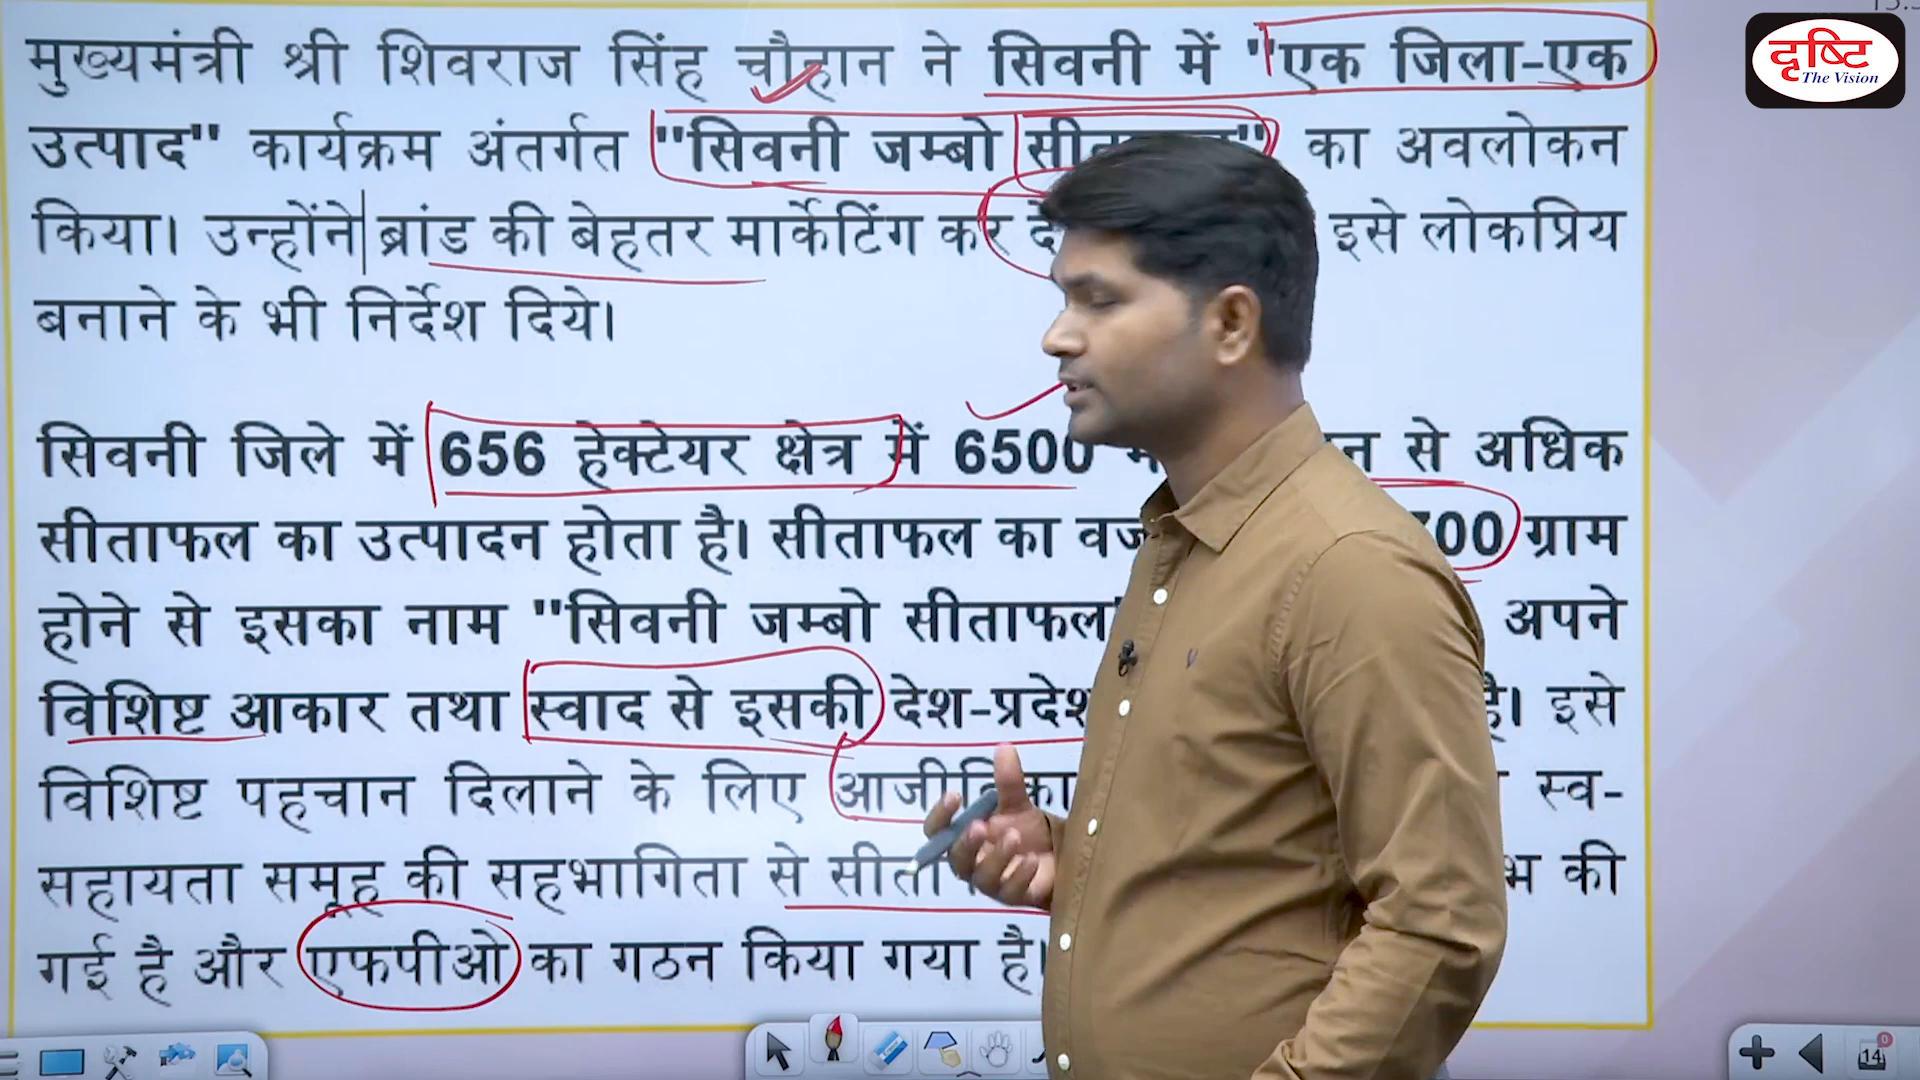 मुख्यमंत्री श्री शिवराज सिंह चौहान ने सिवनी में "एक जिला-एक
उत्पाद" कार्यक्रम अंतर्गत "सिवनी जम्बो का अवलोकन
किया। उन्होंने ब्रांड की बेहतर मार्केटिंग कर इसे लोकप्रिय
बनाने के भी निर्देश दिये।
सिवनी जिले में 656 हेक्टेयर क्षेत्र में 6500 से अधिक
सीताफल का उत्पादन होता है। सीताफल का ग्राम
होने से इसका नाम "सिवनी जम्बो सीताफल" अपने
विशिष्ट आकार तथा स्वाद से इसकी देश-प्रदेश है। इसे
विशिष्ट पहचान दिलाने के लिए आजीविका स्व-
सहायता समूह की सहभागिता से की
गई है और एफपीओ का गठन किया गया है।
दृष्टि
The Vision
14
0